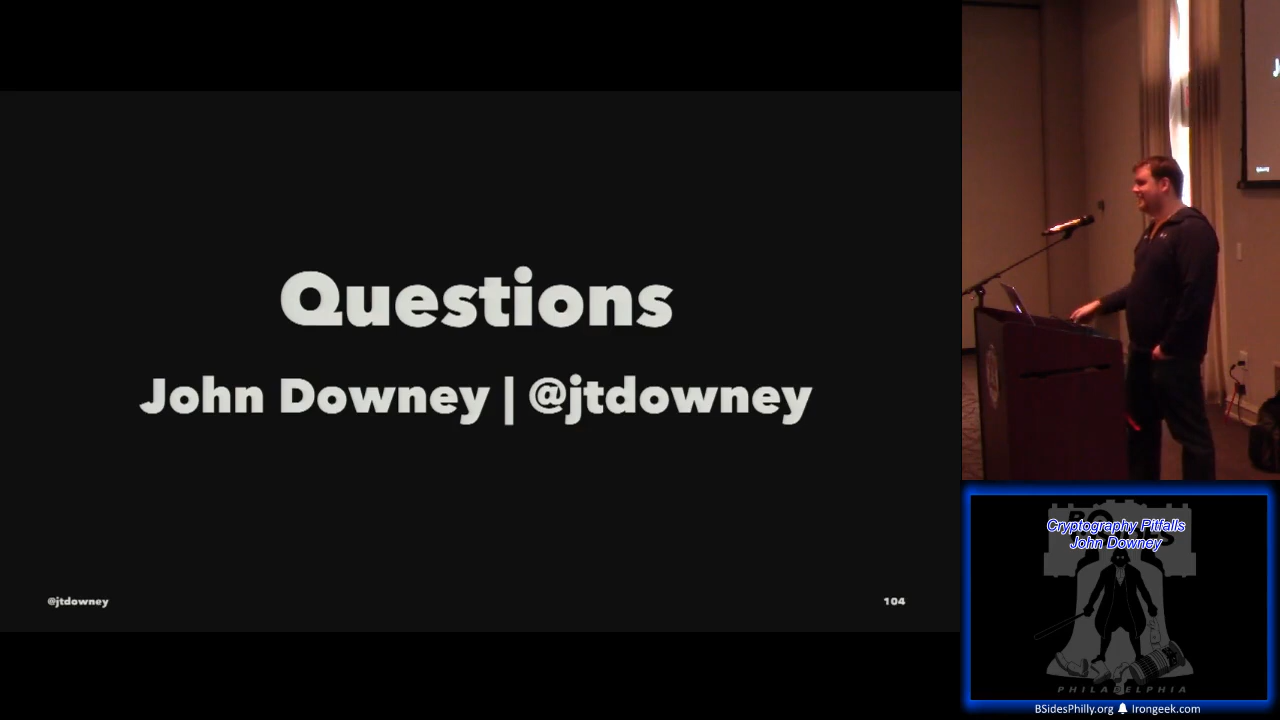 Questions
John Downey | @jtdowney
@jtdowney
104
Cryptography Pitfalls
John Downey
PHILADELPHIA
BSidesPhilly.org Irongeek.com